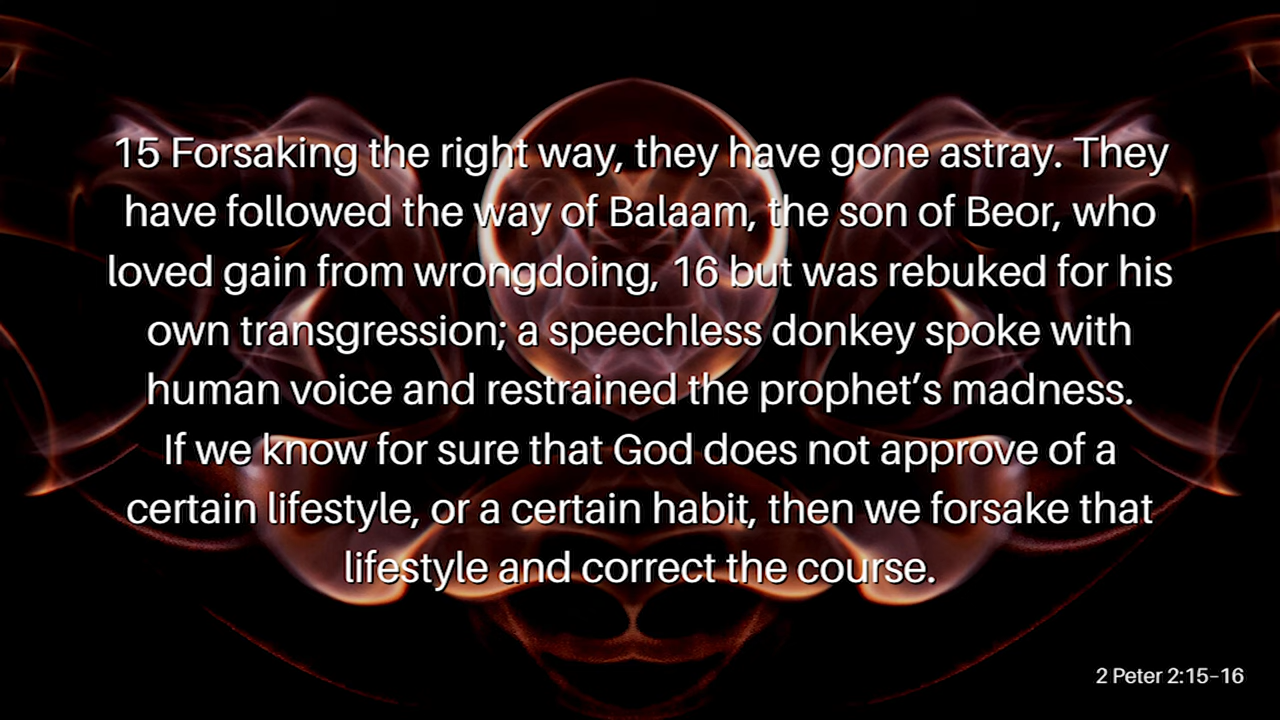 15 Forsaking the right way, they have gone astray. They
have followed the way of Balaam, the son of Beor, who
loved gain from wrongdoing, 16 but was rebuked for his
own transgression; a speechless donkey spoke with
human voice and restrained the prophet’s madness.
If we know for sure that God does not approve of a
certain lifestyle, or a certain habit, then we forsake that
lifestyle and correct the course.
2 Peter 2:15–16